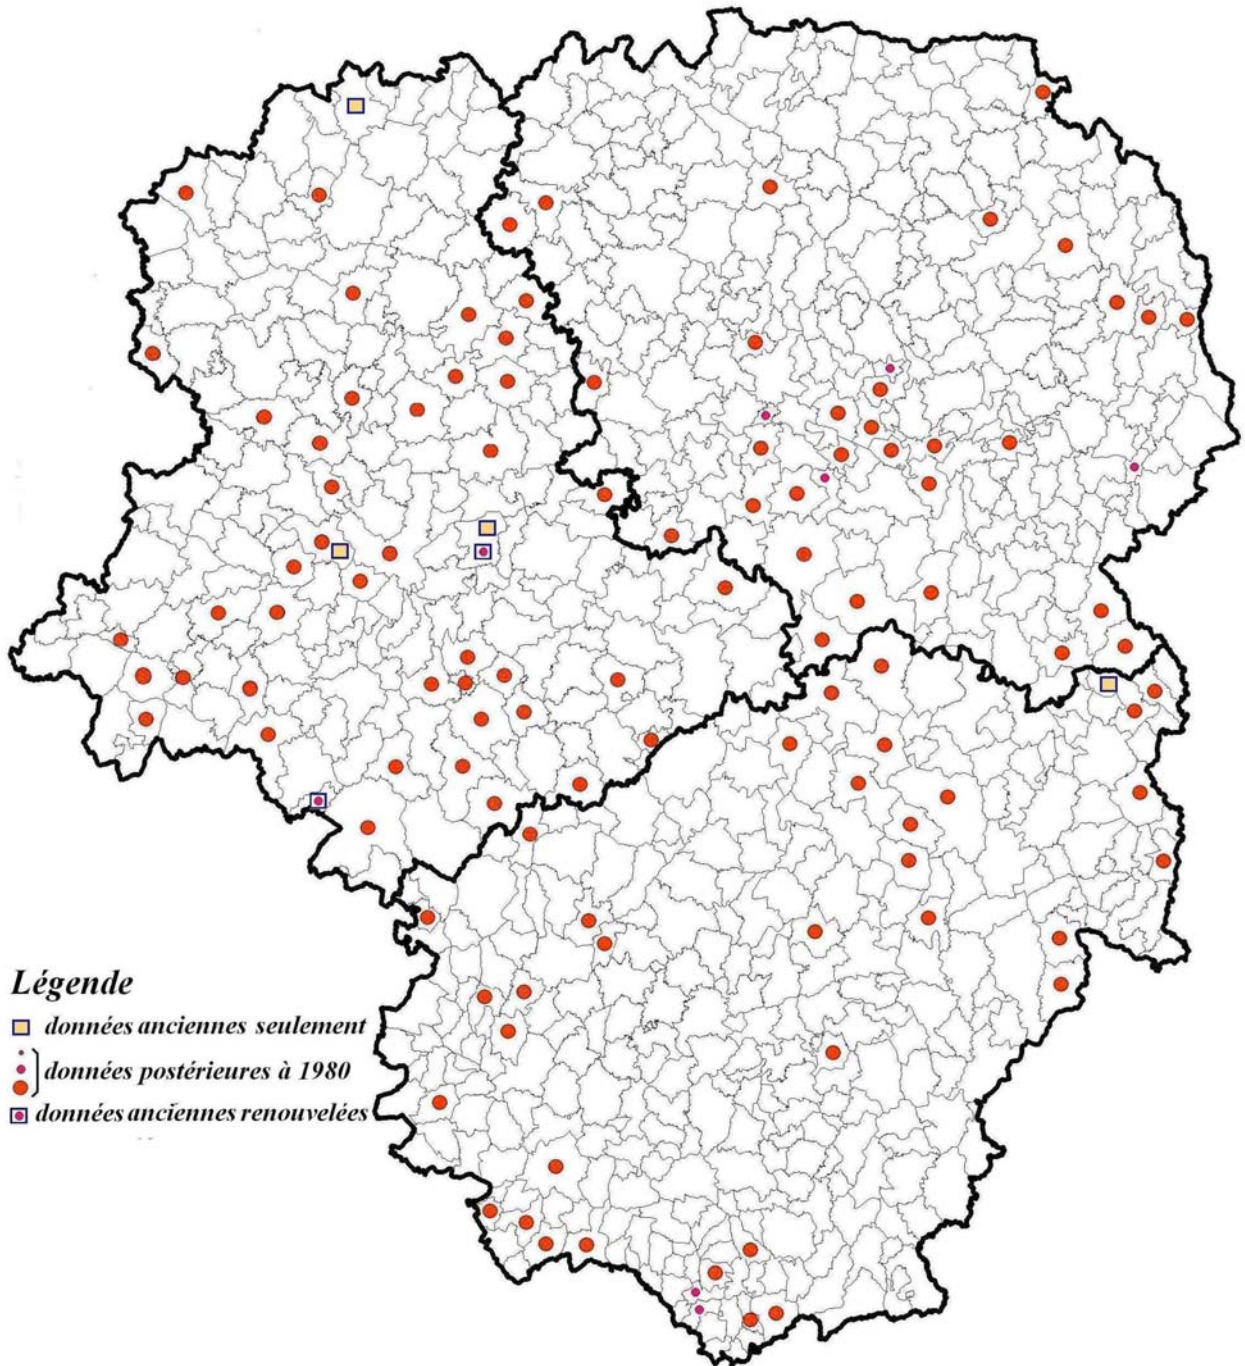 Légende
données anciennes seulement
données postérieures à 1980
données anciennes renouvelées